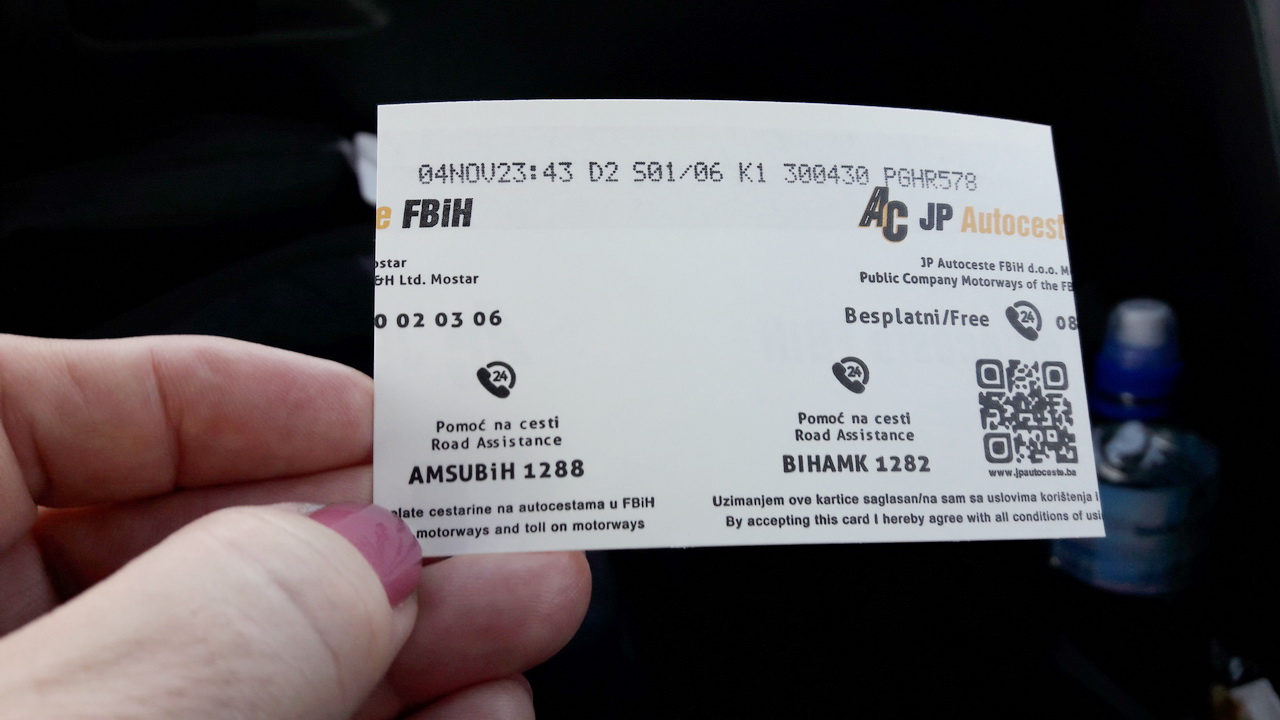 04NOV23:43 D2 S01/06 K1 300430 PGHR578
e FBiH
ostar
&H Ltd. Mostar
0 02 03 06
24
Pomoć na cesti
Road Assistance
AMSUBiH 1288
plate cestarine na autocestama u FBiH
motorways and toll on motorways
AC JP Autocest
JP Autoceste FBiH d.o.o. M
Public Company Motorways of the FB
Besplatni/Free 24 08
24
Pomoć na cesti
Road Assistance
BIHAMK 1282
www.jpautoceste.ba
Uzimanjem ove kartice saglasan/na sam sa uslovima korištenja i
By accepting this card I hereby agree with all conditions of usi